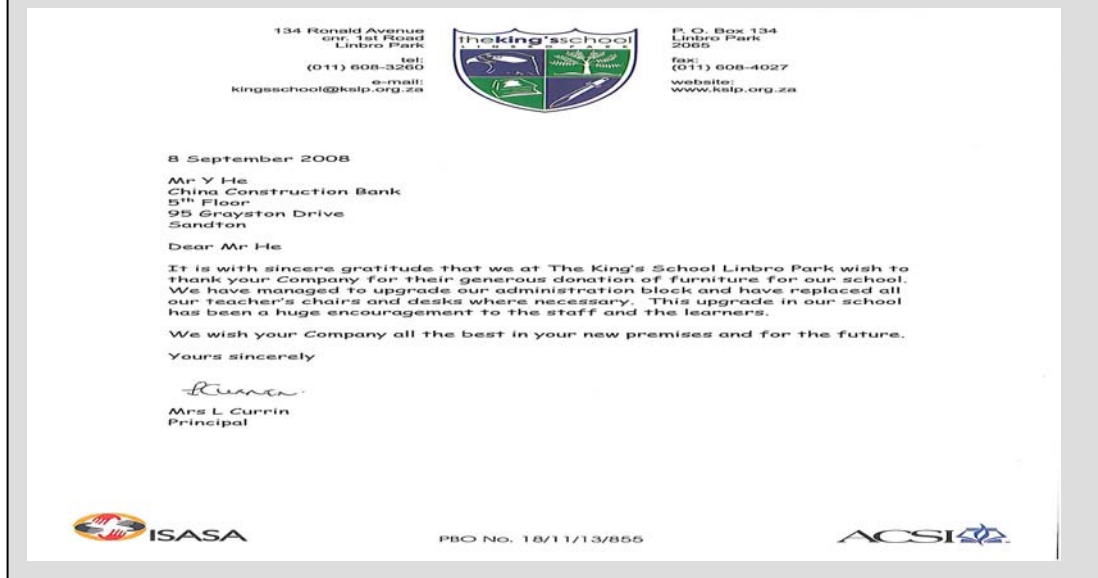 134 Ronald Avenue
cnr. 1st Road
Linbro Park
tel:
(011) 608-3260
e-mail:
kingsschool@kslp.org.za
theking'sschool
LINBRO PARK
P. O. Box 134
Linbro Park
2065
fax:
(011) 608-4027
website:
www.kslp.org.za
8 September 2008
Mr Y He
China Construction Bank
5th Floor
95 Grayston Drive
Sandton
Dear Mr He
It is with sincere gratitude that we at The King's School Linbro Park wish to
thank your Company for their generous donation of furniture for our school.
We have managed to upgrade our administration block and have replaced all
our teacher's chairs and desks where necessary. This upgrade in our school
has been a huge encouragement to the staff and the learners.
We wish your Company all the best in your new premises and for the future.
Yours sincerely
Mrs L Currin
Principal
ISASA
PBO No. 18/11/13/855
ACSI